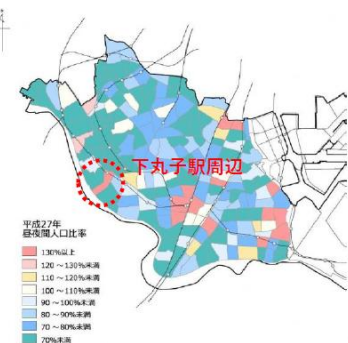 下丸子駅周辺
平成27年
昼夜間人口比率
130%以上
120 ～130%未満
110 ～120%未満
100 ～110%未満
90 ～100%未満
80 ～90%未満
70 ～80%未満
70%未満